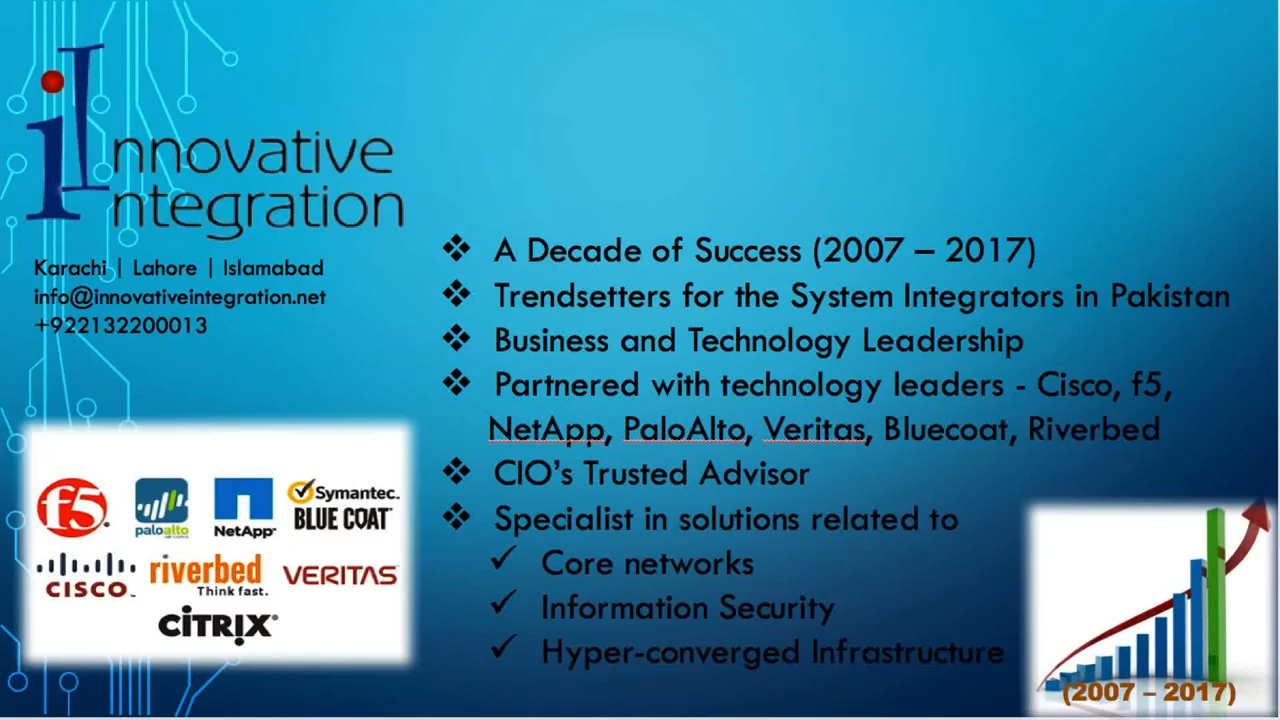 Innovative
Integration
Karachi | Lahore | Islamabad
info@innovativeintegration.net
+922132200013
❖ A Decade of Success (2007 – 2017)
❖ Trendsetters for the System Integrators in Pakistan
❖ Business and Technology Leadership
❖ Partnered with technology leaders - Cisco, f5,
NetApp, PaloAlto, Veritas, Bluecoat, Riverbed
❖ CIO’s Trusted Advisor
❖ Specialist in solutions related to
✓ Core networks
✓ Information Security
✓ Hyper-converged Infrastructure
f5
paloalto
NetApp
Symantec.
BLUE COAT
CISCO
riverbed
Think fast.
VERITAS
CITRIX
(2007 – 2017)